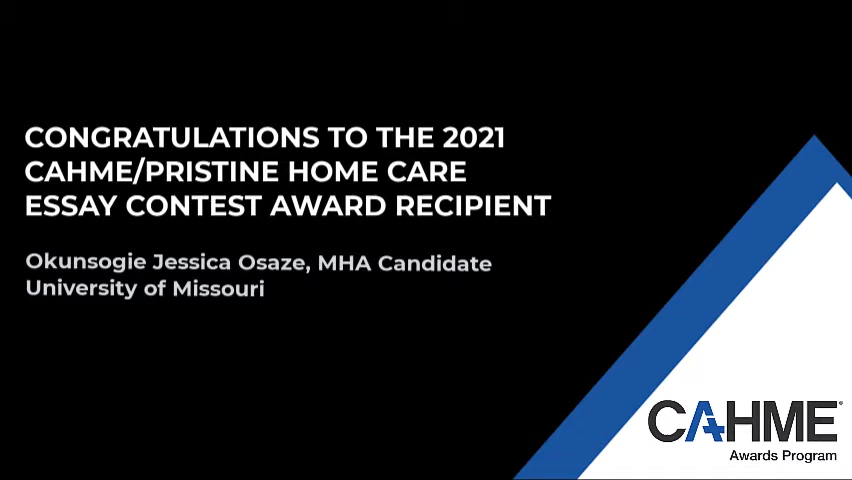 CONGRATULATIONS TO THE 2021
CAHME/PRISTINE HOME CARE
ESSAY CONTEST AWARD RECIPIENT
Okunsogie Jessica Osaze, MHA Candidate
University of Missouri
CAHME®
Awards Program